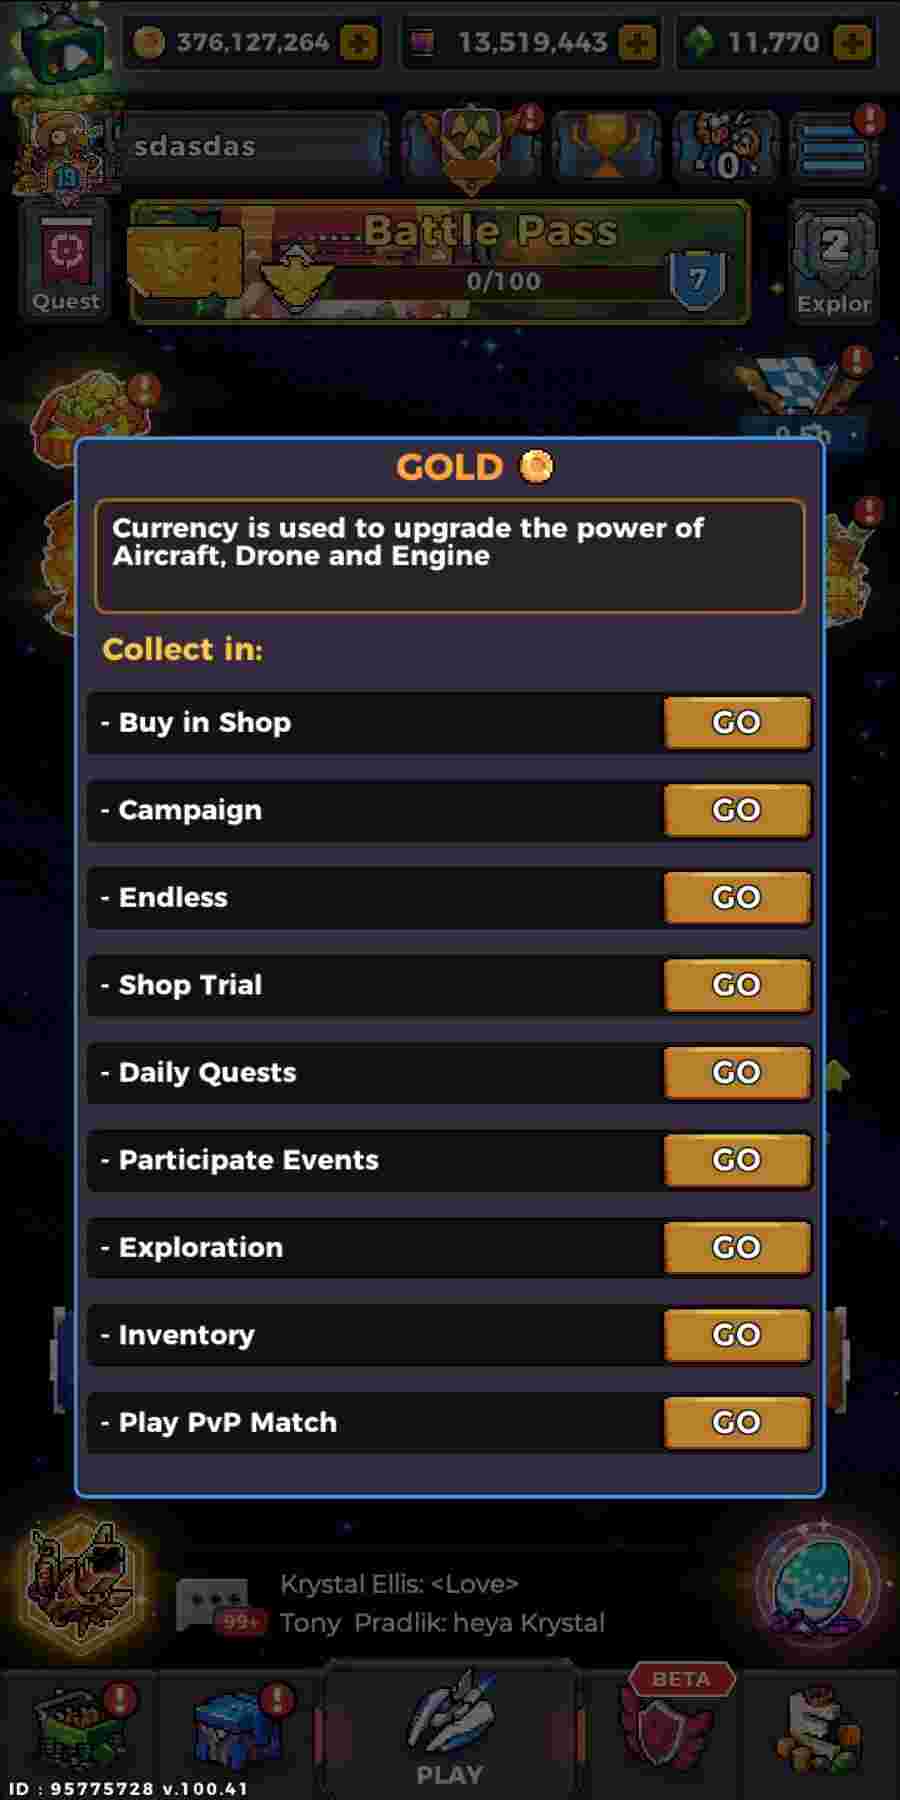 376,127,264
13,519,443
11,770
sdasdas
19
0
Quest
......Battle Pass
0/100
7
2
Explor
GOLD
Currency is used to upgrade the power of
Aircraft, Drone and Engine
Collect in:
- Buy in Shop GO
- Campaign GO
- Endless GO
- Shop Trial GO
- Daily Quests GO
- Participate Events GO
- Exploration GO
- Inventory GO
- Play PvP Match GO
Krystal Ellis: <Love>
99+
Tony Pradlik: heya Krystal
BETA
PLAY
ID : 95775728 v.100.41